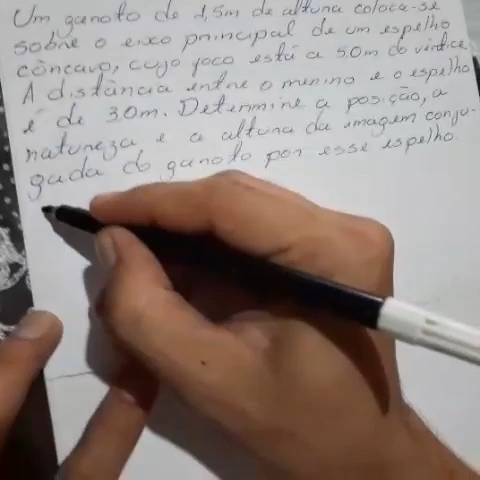 Um garoto de 1,5m de altura coloca-se
sobre o eixo principal de um espelho
côncavo, cujo foco está a 5.0m do vértice
A distância entre o menino e o espelho
é de 3.0m. Determine a posição, a
natureza e a altura da imagem conju-
gada do garoto por esse espelho.